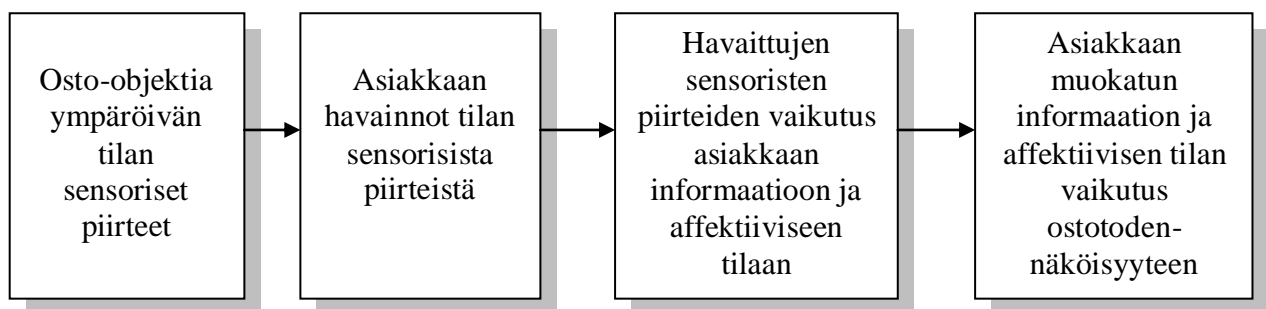 Osto-objektia
ympäröivän
tilan
sensoriset
piirteet
Asiakkaan
havainnot tilan
sensorisista
piirteistä
Havaittujen
sensoristen
piirteiden vaikutus
asiakkaan
informaatioon ja
affektiiviseen
tilaan
Asiakkaan
muokatun
informaation ja
affektiivisen tilan
vaikutus
ostotoden-
näköisyyteen